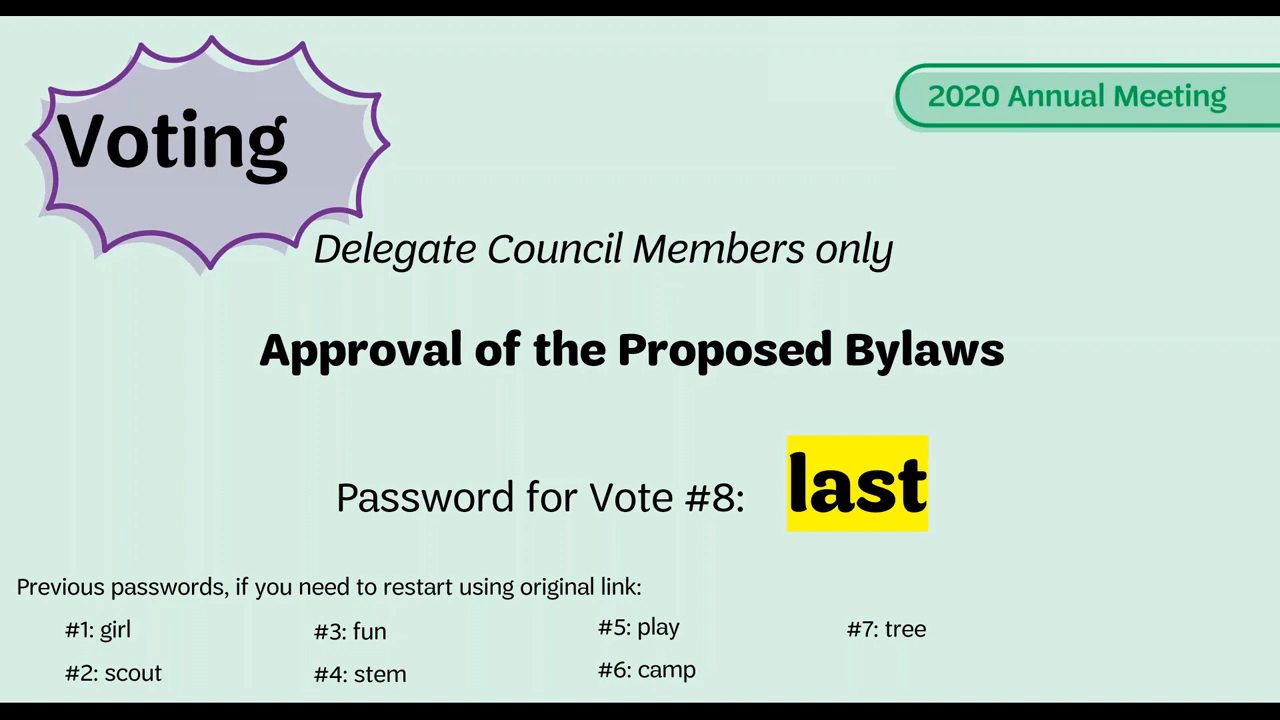 Voting
2020 Annual Meeting
Delegate Council Members only
Approval of the Proposed Bylaws
Password for Vote #8: last
Previous passwords, if you need to restart using original link:
#1: girl #3: fun #5: play #7: tree
#2: scout #4: stem #6: camp